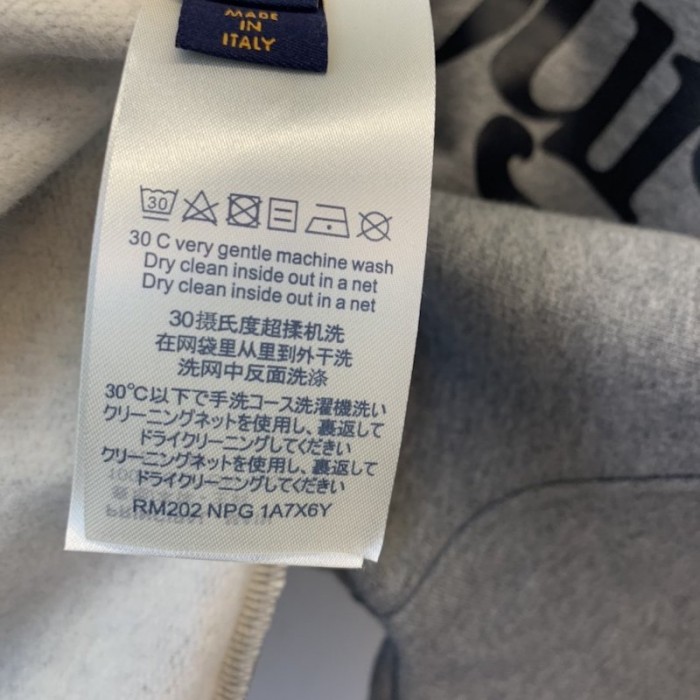 MADE
IN
ITALY
30
30 C very gentle machine wash
Dry clean inside out in a net
Dry clean inside out in a net
30摄氏度超揉机洗
在网袋里从里到外干洗
洗网中反面洗涤
30℃以下で手洗コース洗濯機洗い
クリーニングネットを使用し、裏返して
ドライクリーニングしてください
クリーニングネットを使用し、裏返して
ドライクリーニングしてください
RM202 NPG 1A7X6Y